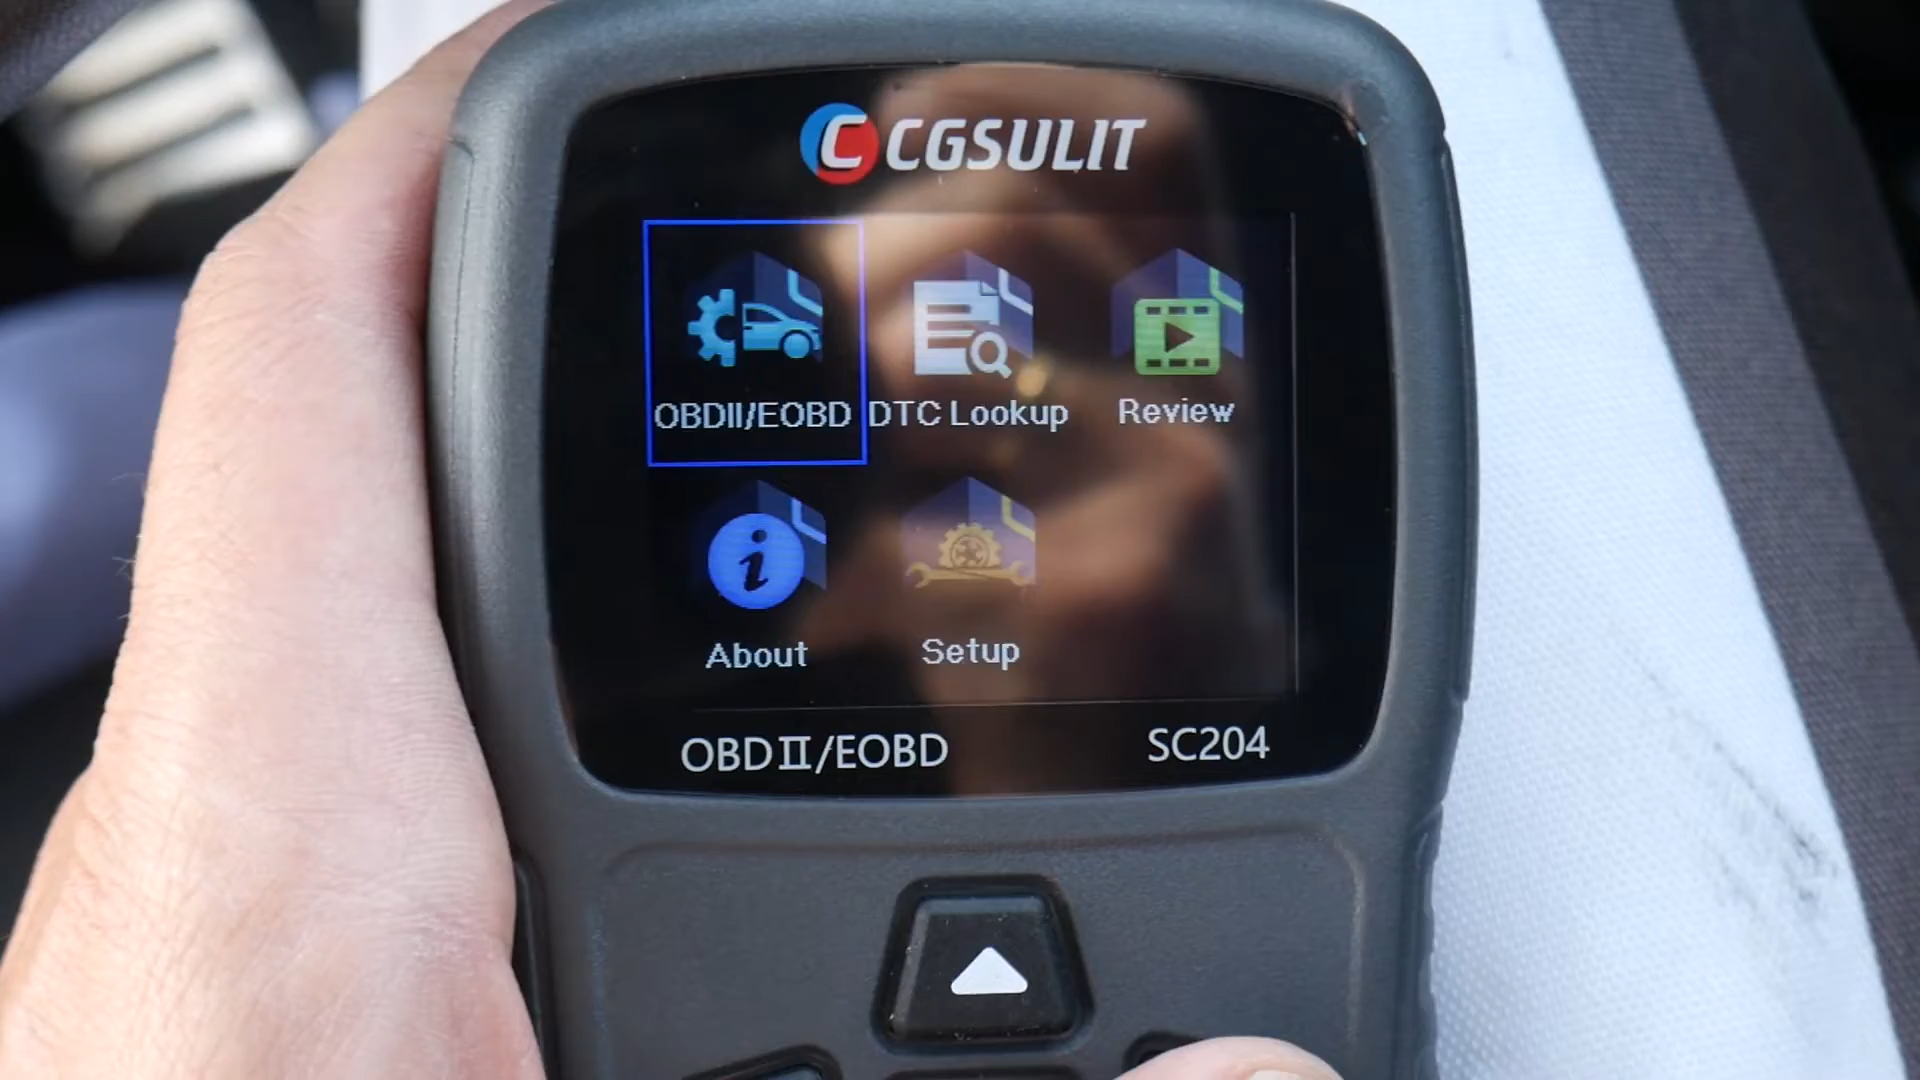 C CGSULIT
OBDII/EOBD DTC Lookup Review
i
About Setup
OBDⅡ/EOBD SC204